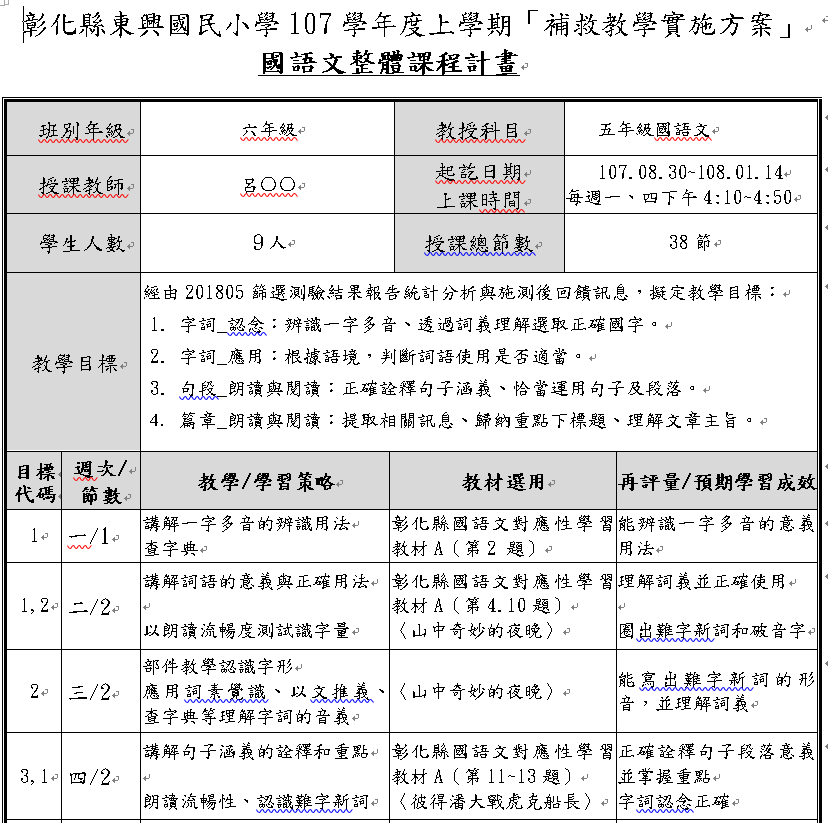 彰化縣東興國民小學 107 學年度上學期「補救教學實施方案」
國語文整體課程計畫
班別年級 六年級 教授科目 五年級國語文
授課教師 呂○○ 起訖日期 107.08.30~108.01.14
上課時間 每週一、四下午 4:10~4:50
學生人數 9 人 授課總節數 38 節
教學目標
經由 201805 篩選測驗結果報告統計分析與施測後回饋訊息，擬定教學目標：
1. 字詞_認念：辨識一字多音、透過詞義理解選取正確國字。
2. 字詞_應用：根據語境，判斷詞語使用是否適當。
3. 句段_朗讀與閱讀：正確詮釋句子涵義、恰當運用句子及段落。
4. 篇章_朗讀與閱讀：提取相關訊息、歸納重點下標題、理解文章主旨。
目標
代碼
週次/
節數
教學/學習策略
教材選用
再評量/預期學習成效
1
一/1
講解一字多音的辨識用法
查字典
彰化縣國語文對應性學習
教材 A（第 2 題）
能辨識一字多音的意義
用法
1,2
二/2
講解詞語的意義與正確用法
以朗讀流暢度測試識字量
彰化縣國語文對應性學習
教材 A（第 4.10 題）
〈山中奇妙的夜晚〉
理解詞義並正確使用
圈出難字新詞和破音字
2
三/2
部件教學認識字形
應用詞素覺識、以文推義、
查字典等理解字詞的音義
〈山中奇妙的夜晚〉
能寫出難字新詞的形
音，並理解詞義
3,1
四/2
講解句子涵義的詮釋和重點
朗讀流暢性、認識難字新詞
彰化縣國語文對應性學習
教材 A（第 11~13 題）
〈彼得潘大戰虎克船長〉
正確詮釋句子段落意義
並掌握重點
字詞認念正確